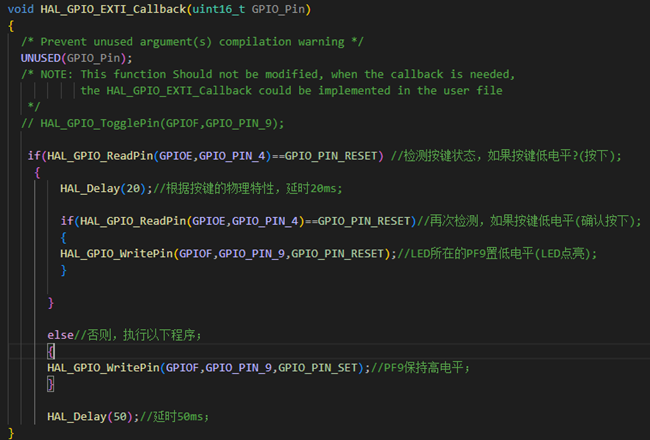 void HAL_GPIO_EXTI_Callback(uint16_t GPIO_Pin)
{
/* Prevent unused argument(s) compilation warning */
UNUSED(GPIO_Pin);
/* NOTE: This function Should not be modified, when the callback is needed,
the HAL_GPIO_EXTI_Callback could be implemented in the user file
*/
// HAL_GPIO_TogglePin(GPIOF,GPIO_PIN_9);
if(HAL_GPIO_ReadPin(GPIOE,GPIO_PIN_4)==GPIO_PIN_RESET) //检测按键状态，如果按键低电平?(按下);
{
HAL_Delay(20);//根据按键的物理特性，延时20ms;
if(HAL_GPIO_ReadPin(GPIOE,GPIO_PIN_4)==GPIO_PIN_RESET)//再次检测，如果按键低电平(确认按下);
{
HAL_GPIO_WritePin(GPIOF,GPIO_PIN_9,GPIO_PIN_RESET);//LED所在的PF9置低电平(LED点亮);
}
}
else//否则，执行以下程序；
{
HAL_GPIO_WritePin(GPIOF,GPIO_PIN_9,GPIO_PIN_SET);//PF9保持高电平；
}
HAL_Delay(50);//延时50ms；
}